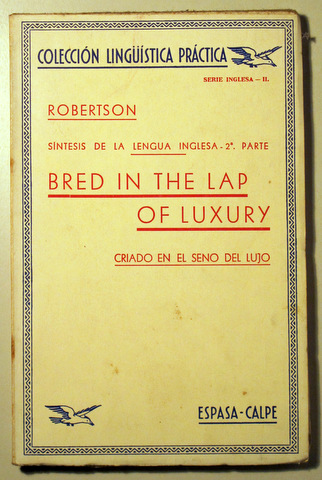 COLECCIÓN LINGÜÍSTICA PRÁCTICA
SERIE INGLESA – II.
ROBERTSON
SÍNTESIS DE LA LENGUA INGLESA - 2ª. PARTE
BRED IN THE LAP
OF LUXURY
CRIADO EN EL SENO DEL LUJO
ESPASA-CALPE